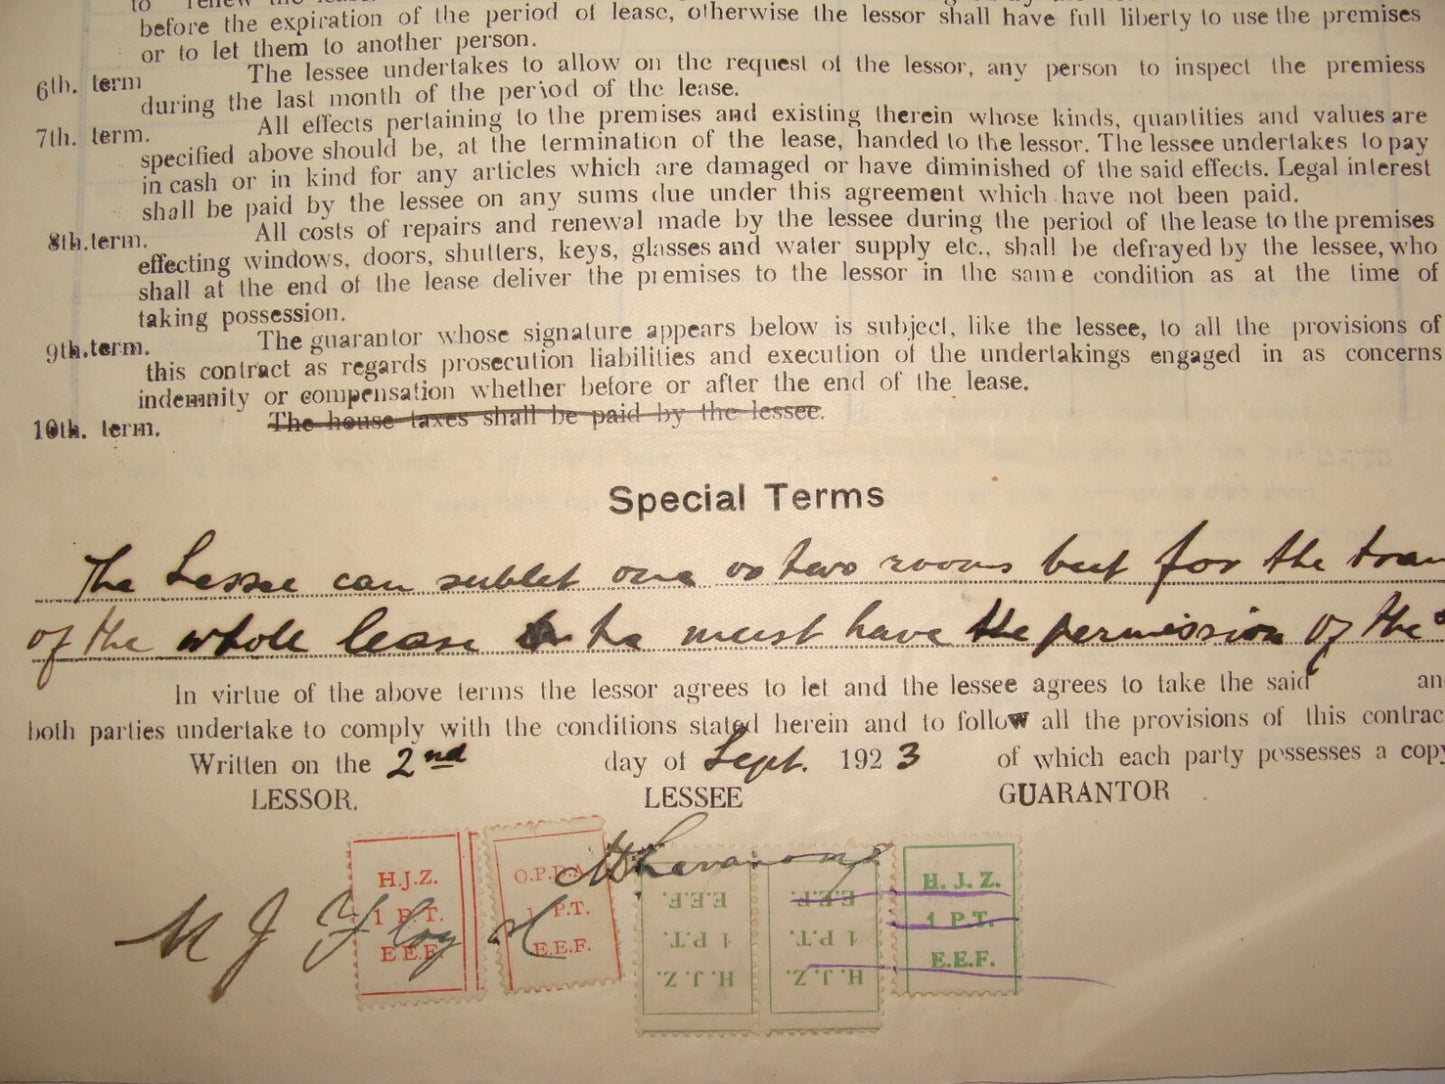 to renew the lease
before the expiration of the period of lease, otherwise the lessor shall have full liberty to use the premises
or to let them to another person.
6th. term The lessee undertakes to allow on the request of the lessor, any person to inspect the premiess
during the last month of the period of the lease.
7th. term. All effects pertaining to the premises and existing therein whose kinds, quantities and values are
specified above should be, at the termination of the lease, handed to the lessor. The lessee undertakes to pay
in cash or in kind for any articles which are damaged or have diminished of the said effects. Legal interest
shall be paid by the lessee on any sums due under this agreement which have not been paid.
8th.term. All costs of repairs and renewal made by the lessee during the period of the lease to the premises
effecting windows, doors, shutters, keys, glasses and water supply etc., shall be defrayed by the lessee, who
shall at the end of the lease deliver the premises to the lessor in the same condition as at the time of
taking possession.
9th.term. The guarantor whose signature appears below is subject, like the lessee, to all the provisions of
this contract as regards prosecution liabilities and execution of the undertakings engaged in as concerns
indemnity or compensation whether before or after the end of the lease.
10th. term. The house taxes shall be paid by the lessee.
Special Terms
The Lessee can sublet one or two rooms but for the tran
of the whole lease he must have the permission of the
In virtue of the above terms the lessor agrees to let and the lessee agrees to take the said an
both parties undertake to comply with the conditions stated herein and to follow all the provisions of this contrac
Written on the 2nd day of Sept. 1923 of which each party possesses a copy
LESSOR. LESSEE GUARANTOR
H.J.Z. O.P.D.A. E.E.F. E.E.F. H. J. Z.
1 P.T. 1 P.T. 1 P.T. 1 P.T. 1 P.T.
E.E.F. E.E.F. H.J.Z. H.J.Z. E.E.F.
M J Floyd